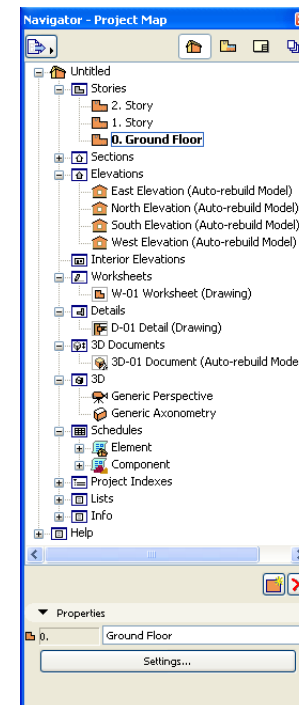 Navigator - Project Map
Untitled
Stories
2. Story
1. Story
0. Ground Floor
Sections
Elevations
East Elevation (Auto-rebuild Model)
North Elevation (Auto-rebuild Model)
South Elevation (Auto-rebuild Model)
West Elevation (Auto-rebuild Model)
Interior Elevations
Worksheets
W-01 Worksheet (Drawing)
Details
D-01 Detail (Drawing)
3D Documents
3D-01 Document (Auto-rebuild Mode
3D
Generic Perspective
Generic Axonometry
Schedules
Element
Component
Project Indexes
Lists
Info
Help
Properties
0. Ground Floor
Settings...